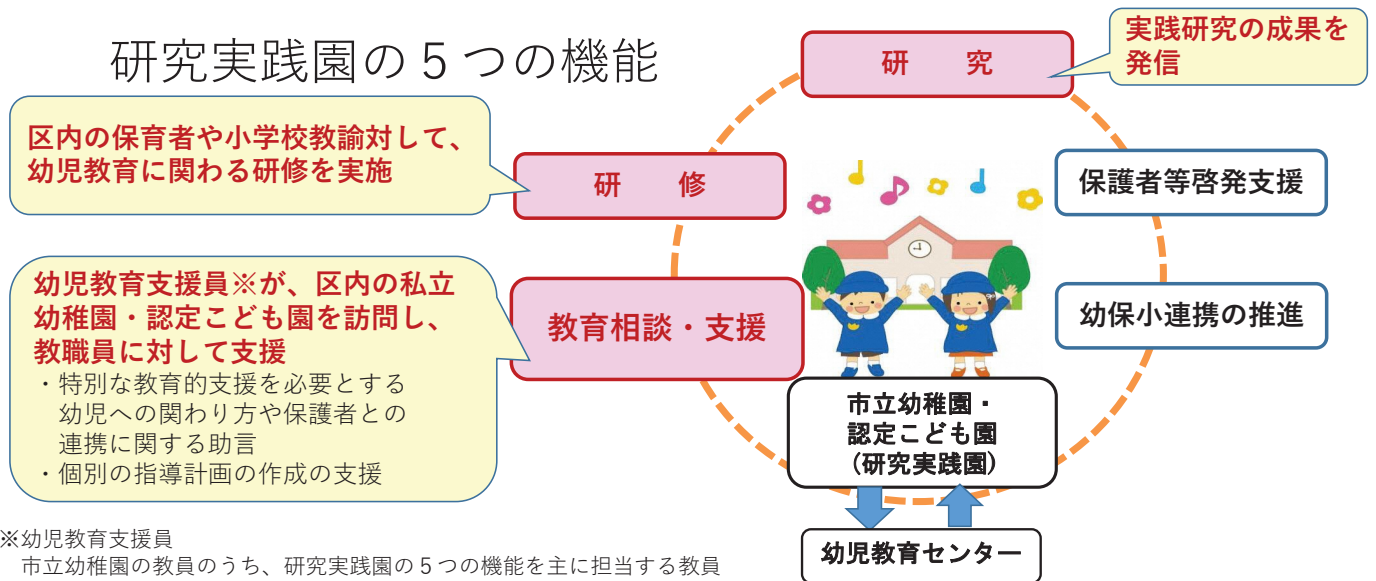 研究実践園の５つの機能
研　究
実践研究の成果を
発信
区内の保育者や小学校教諭対して、
幼児教育に関わる研修を実施
研　修
保護者等啓発支援
幼児教育支援員※が、区内の私立
幼稚園・認定こども園を訪問し、
教職員に対して支援
・特別な教育的支援を必要とする
幼児への関わり方や保護者との
連携に関する助言
・個別の指導計画の作成の支援
教育相談・支援
幼保小連携の推進
市立幼稚園・
認定こども園
（研究実践園）
幼児教育センター
※幼児教育支援員
市立幼稚園の教員のうち、研究実践園の５つの機能を主に担当する教員